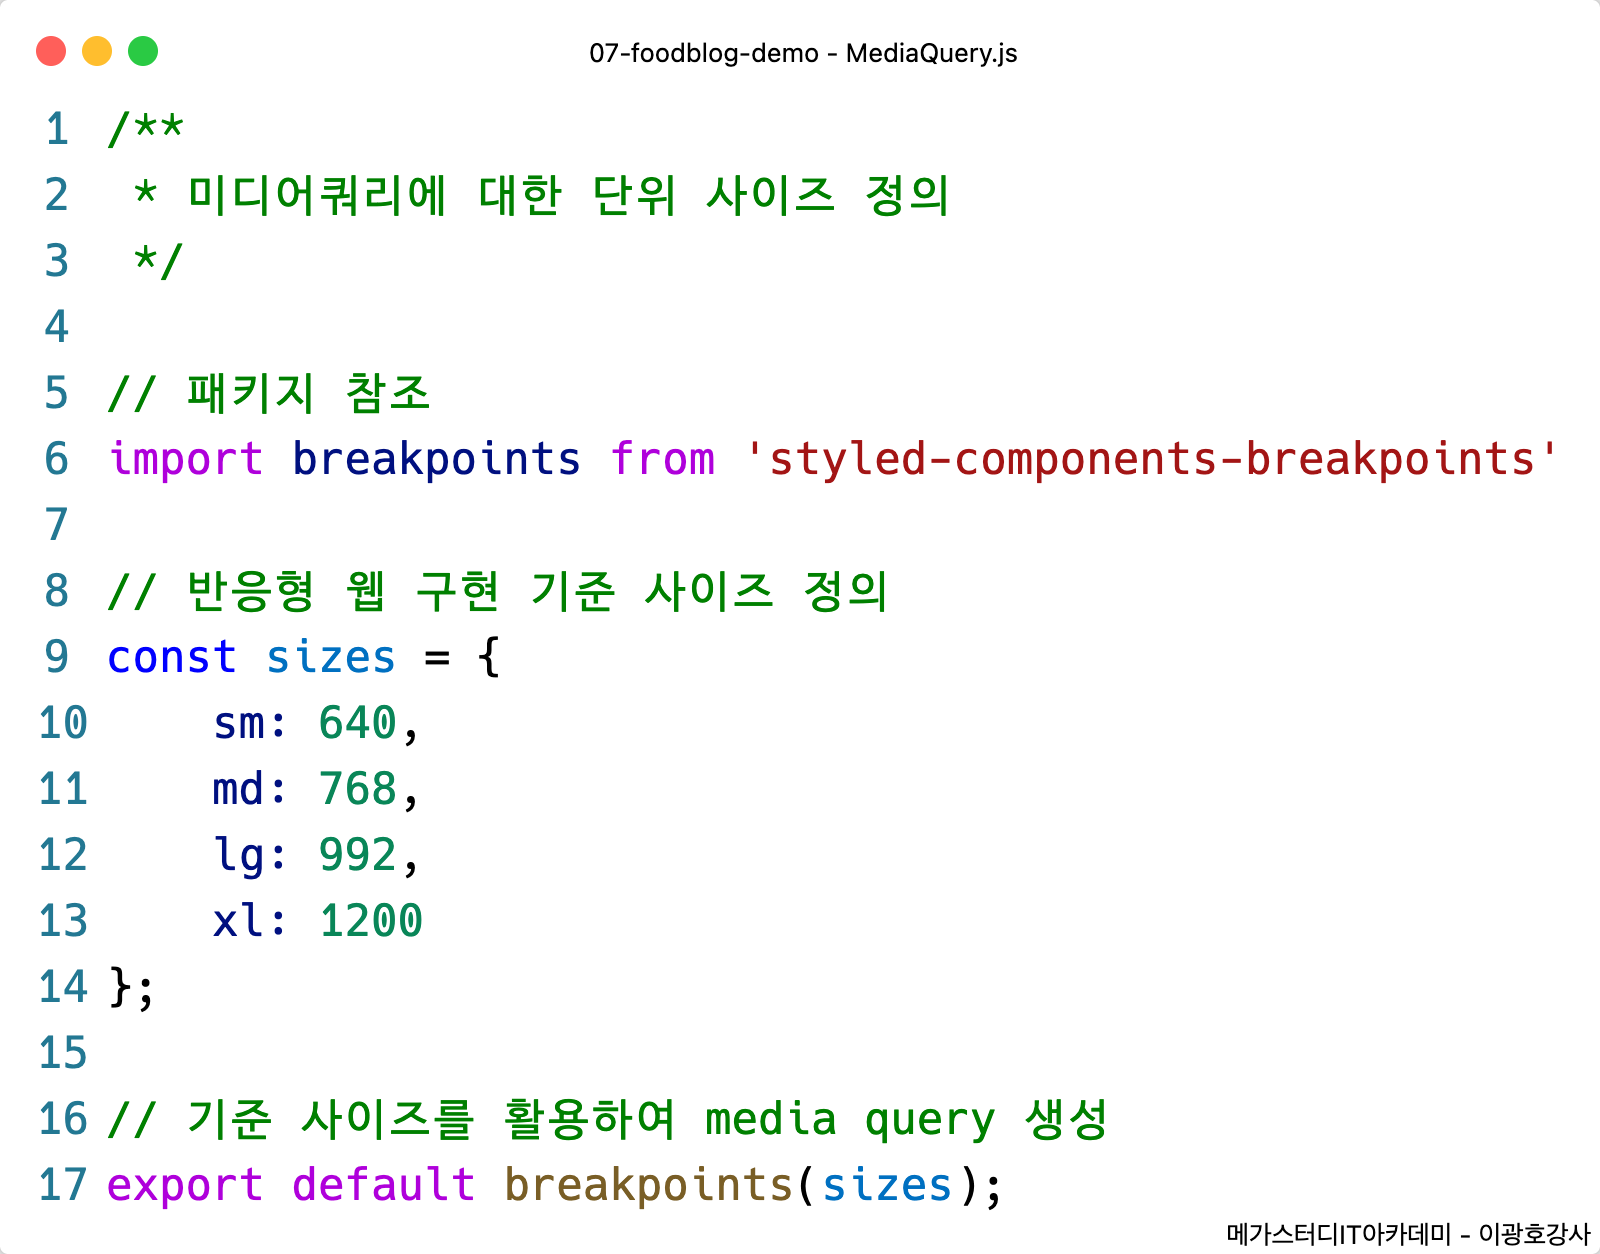 07-foodblog-demo - MediaQuery.js
1 /**
2  * 미디어쿼리에 대한 단위 사이즈 정의
3  */
4
5 // 패키지 참조
6 import breakpoints from 'styled-components-breakpoints'
7
8 // 반응형 웹 구현 기준 사이즈 정의
9 const sizes = {
10     sm: 640,
11     md: 768,
12     lg: 992,
13     xl: 1200
14 };
15
16 // 기준 사이즈를 활용하여 media query 생성
17 export default breakpoints(sizes);
메가스터디IT아카데미 - 이광호강사